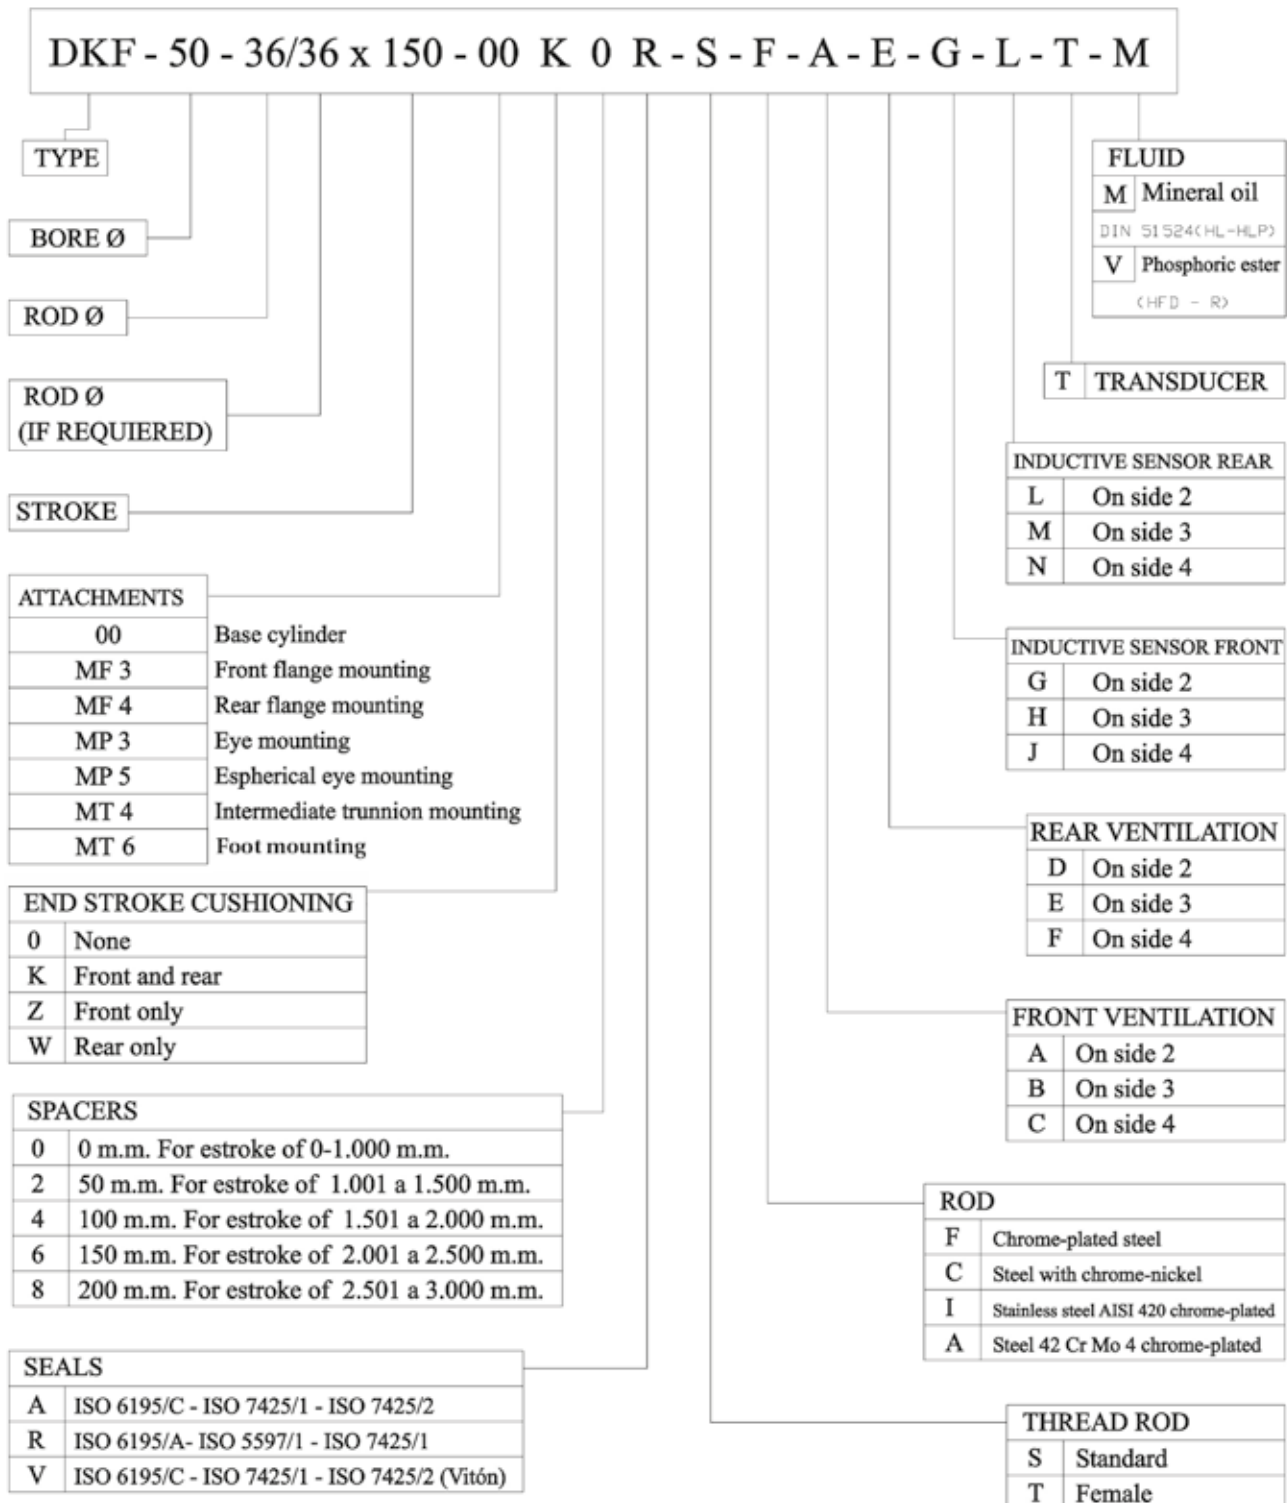 DKF - 50 - 36/36 x 150 - 00 K 0 R - S - F - A - E - G - L - T - M
TYPE
BORE Ø
ROD Ø
ROD Ø
(IF REQUIERED)
STROKE
ATTACHMENTS
00 Base cylinder
MF 3 Front flange mounting
MF 4 Rear flange mounting
MP 3 Eye mounting
MP 5 Espherical eye mounting
MT 4 Intermediate trunnion mounting
MT 6 Foot mounting
END STROKE CUSHIONING
0 None
K Front and rear
Z Front only
W Rear only
SPACERS
0 0 m.m. For estroke of 0-1.000 m.m.
2 50 m.m. For estroke of 1.001 a 1.500 m.m.
4 100 m.m. For estroke of 1.501 a 2.000 m.m.
6 150 m.m. For estroke of 2.001 a 2.500 m.m.
8 200 m.m. For estroke of 2.501 a 3.000 m.m.
SEALS
A ISO 6195/C - ISO 7425/1 - ISO 7425/2
R ISO 6195/A- ISO 5597/1 - ISO 7425/1
V ISO 6195/C - ISO 7425/1 - ISO 7425/2 (Vitón)
FLUID
M Mineral oil
DIN 51524(HL-HLP)
V Phosphoric ester
(HFD - R)
T TRANSDUCER
INDUCTIVE SENSOR REAR
L On side 2
M On side 3
N On side 4
INDUCTIVE SENSOR FRONT
G On side 2
H On side 3
J On side 4
REAR VENTILATION
D On side 2
E On side 3
F On side 4
FRONT VENTILATION
A On side 2
B On side 3
C On side 4
ROD
F Chrome-plated steel
C Steel with chrome-nickel
I Stainless steel AISI 420 chrome-plated
A Steel 42 Cr Mo 4 chrome-plated
THREAD ROD
S Standard
T Female